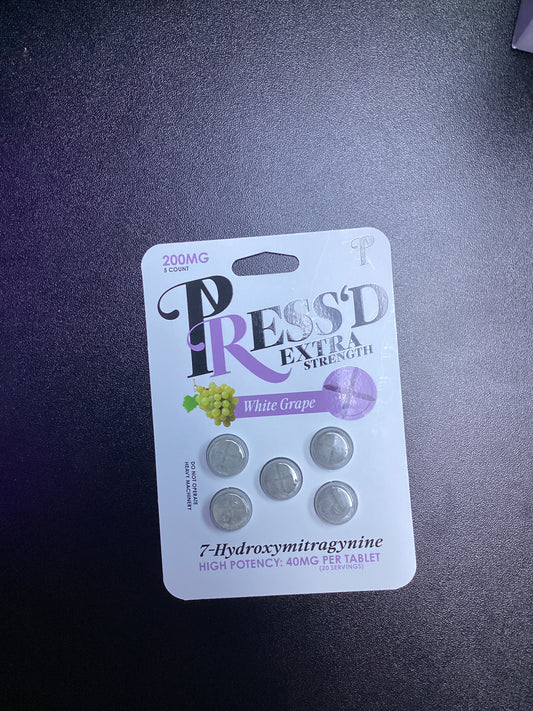 200MG
5 COUNT
PRESS'D
EXTRA
STRENGTH
White Grape
DO NOT OPERATE
HEAVY MACHINERY
7-Hydroxymitragynine
HIGH POTENCY: 40MG PER TABLET
(20 SERVINGS)